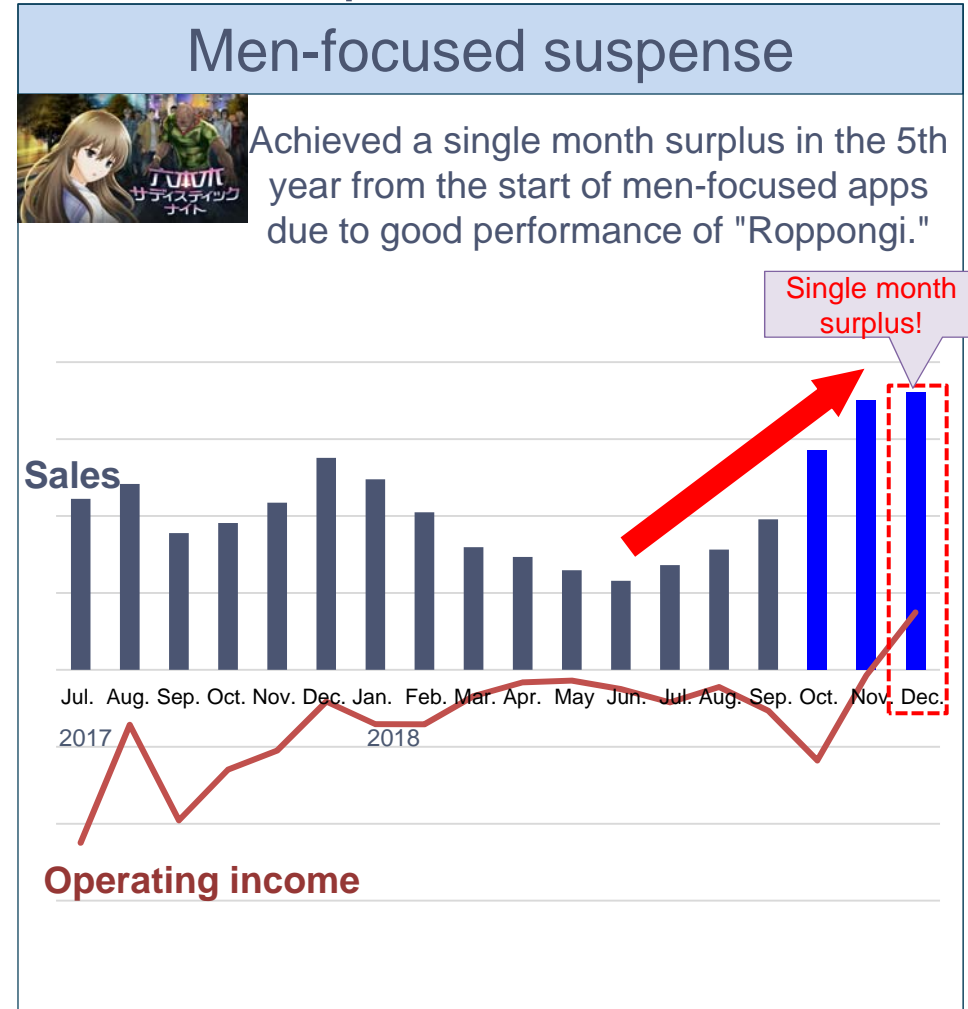 Men-focused suspense
六本木
サディスティック
ナイト
Achieved a single month surplus in the 5th
year from the start of men-focused apps
due to good performance of "Roppongi."
Single month
surplus!
Sales
Jul. Aug. Sep. Oct. Nov. Dec. Jan. Feb. Mar. Apr. May Jun. Jul. Aug. Sep. Oct. Nov. Dec.
2017 2018
Operating income